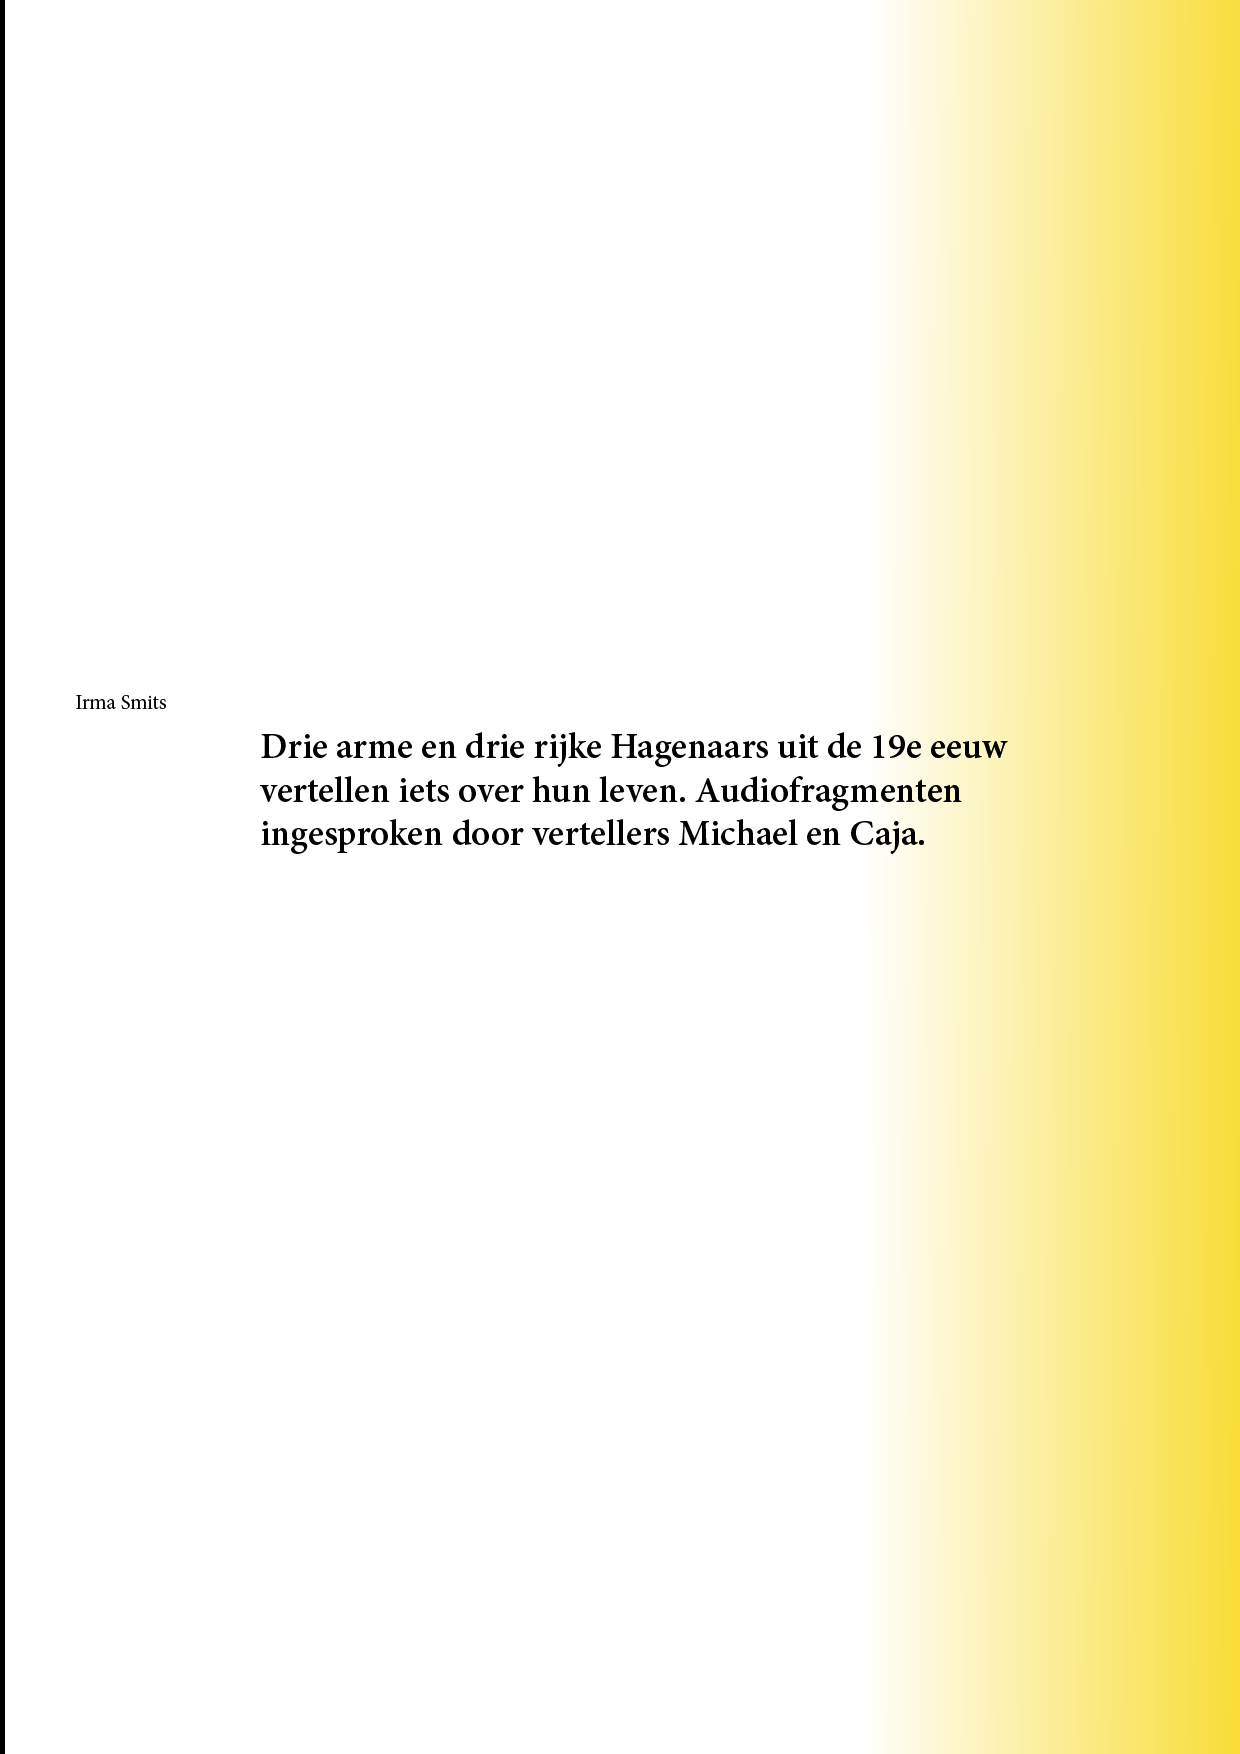 Irma Smits
Drie arme en drie rijke Hagenaars uit de 19e eeuw
vertellen iets over hun leven. Audiofragmenten
ingesproken door vertellers Michael en Caja.